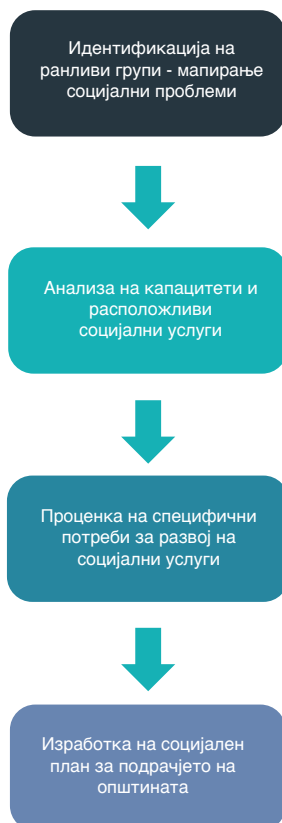 Идентификација на
ранливи групи - мапирање
социјални проблеми
Анализа на капацитети и
расположливи
социјални услуги
Проценка на специфични
потреби за развој на
социјални услуги
Изработка на социјален
план за подрачјето на
општината